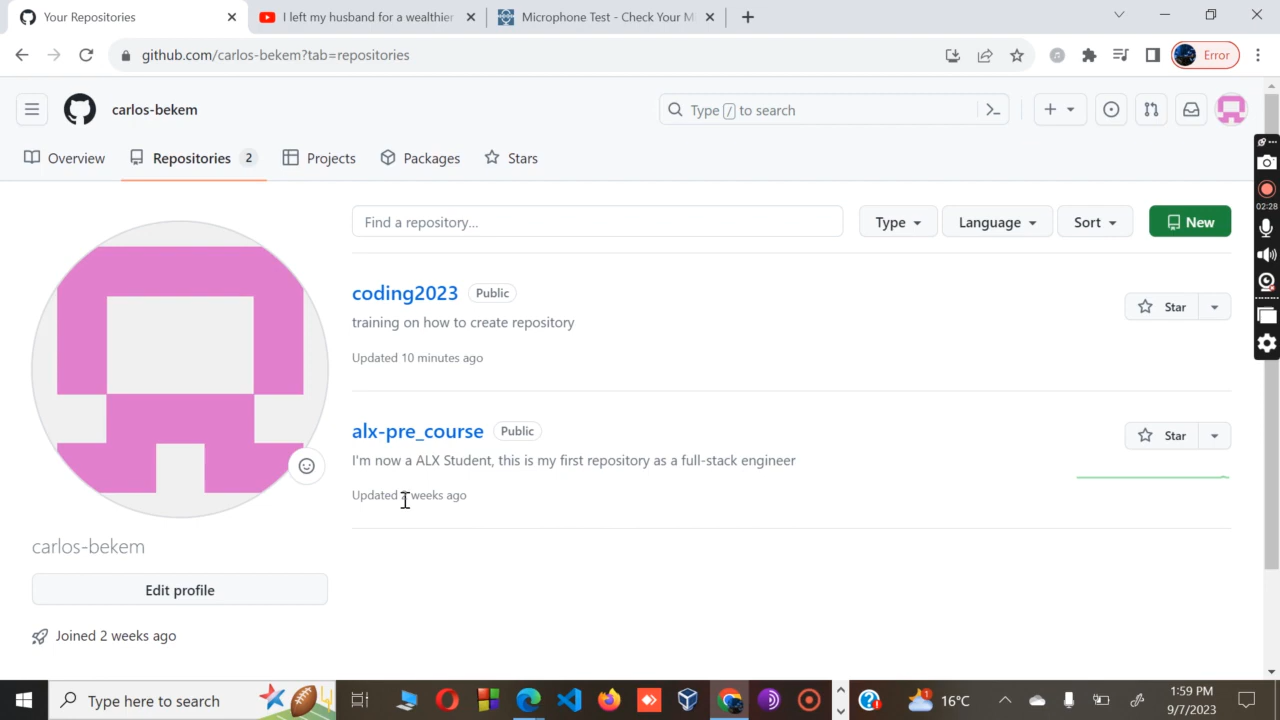 Your Repositories
I left my husband for a wealthier
Microphone Test - Check Your Mi
github.com/carlos-bekem?tab=repositories
Error
carlos-bekem
Type / to search
Overview
Repositories 2
Projects
Packages
Stars
Find a repository...
Type
Language
Sort
New
02:28
coding2023 Public
training on how to create repository
Updated 10 minutes ago
Star
alx-pre_course Public
I'm now a ALX Student, this is my first repository as a full-stack engineer
Updated weeks ago
Star
carlos-bekem
Edit profile
Joined 2 weeks ago
Type here to search
1
16°C
1:59 PM
9/7/2023